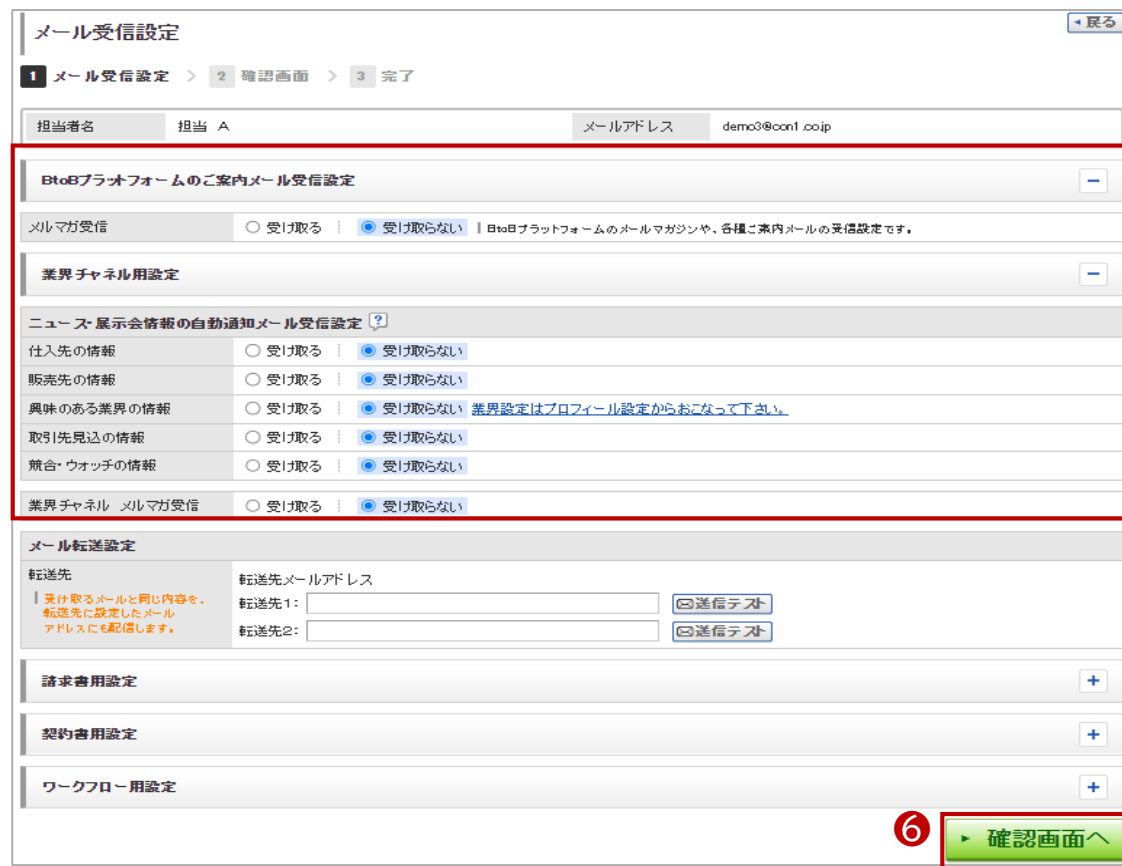 メール受信設定
戻る
1 メール受信設定 > 2 確認画面 > 3 完了
担当者名 担当 A メールアドレス demo3@con1.co.jp
BtoBプラットフォームのご案内メール受信設定
メルマガ受信 受け取る 受け取らない BtoBプラットフォームのメールマガジンや、各種ご案内メールの受信設定です。
業界チャネル用設定
ニュース・展示会情報の自動通知メール受信設定 ?
仕入先の情報 受け取る 受け取らない
販売先の情報 受け取る 受け取らない
興味のある業界の情報 受け取る 受け取らない 業界設定はプロフィール設定からおこなって下さい。
取引先見込の情報 受け取る 受け取らない
競合・ウォッチの情報 受け取る 受け取らない
業界チャネル メルマガ受信 受け取る 受け取らない
メール転送設定
転送先
受け取るメールと同じ内容を、
転送先に設定したメール
アドレスにも配信します。
転送先メールアドレス
転送先1: 送信テスト
転送先2: 送信テスト
請求書用設定
契約書用設定
ワークフロー用設定
6
確認画面へ